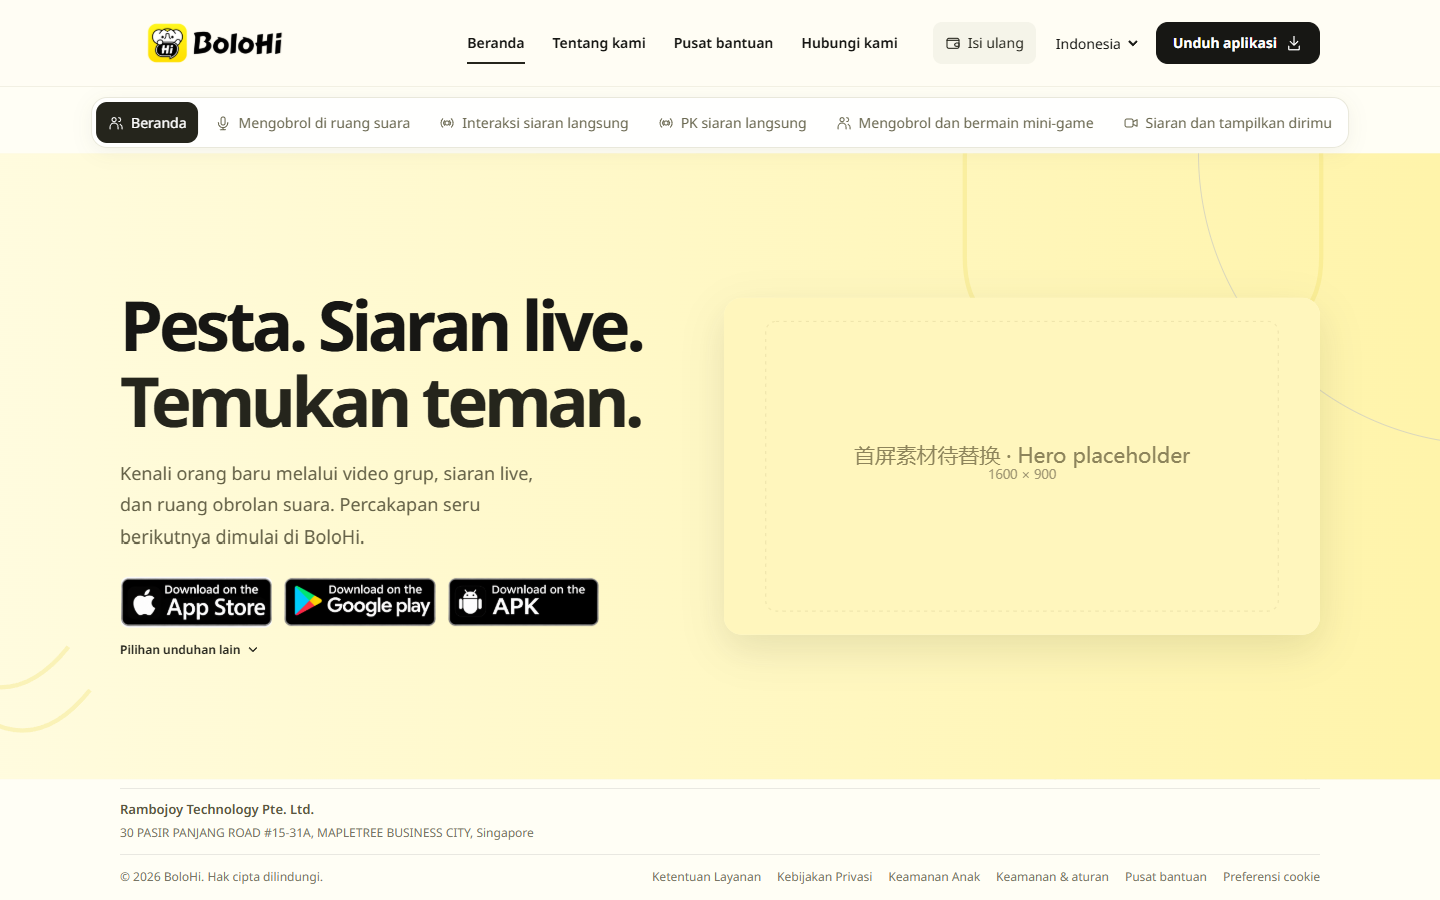 Hi BoloHi
Beranda
Tentang kami
Pusat bantuan
Hubungi kami
Isi ulang
Indonesia
Unduh aplikasi
Beranda
Mengobrol di ruang suara
Interaksi siaran langsung
PK siaran langsung
Mengobrol dan bermain mini-game
Siaran dan tampilkan dirimu
Pesta. Siaran live.
Temukan teman.
Kenali orang baru melalui video grup, siaran live,
dan ruang obrolan suara. Percakapan seru
berikutnya dimulai di BoloHi.
Download on the
App Store
Download on the
Google play
Download on the
APK
Pilihan unduhan lain
首屏素材待替换 · Hero placeholder
1600 × 900
Rambojoy Technology Pte. Ltd.
30 PASIR PANJANG ROAD #15-31A, MAPLETREE BUSINESS CITY, Singapore
© 2026 BoloHi. Hak cipta dilindungi.
Ketentuan Layanan
Kebijakan Privasi
Keamanan Anak
Keamanan & aturan
Pusat bantuan
Preferensi cookie